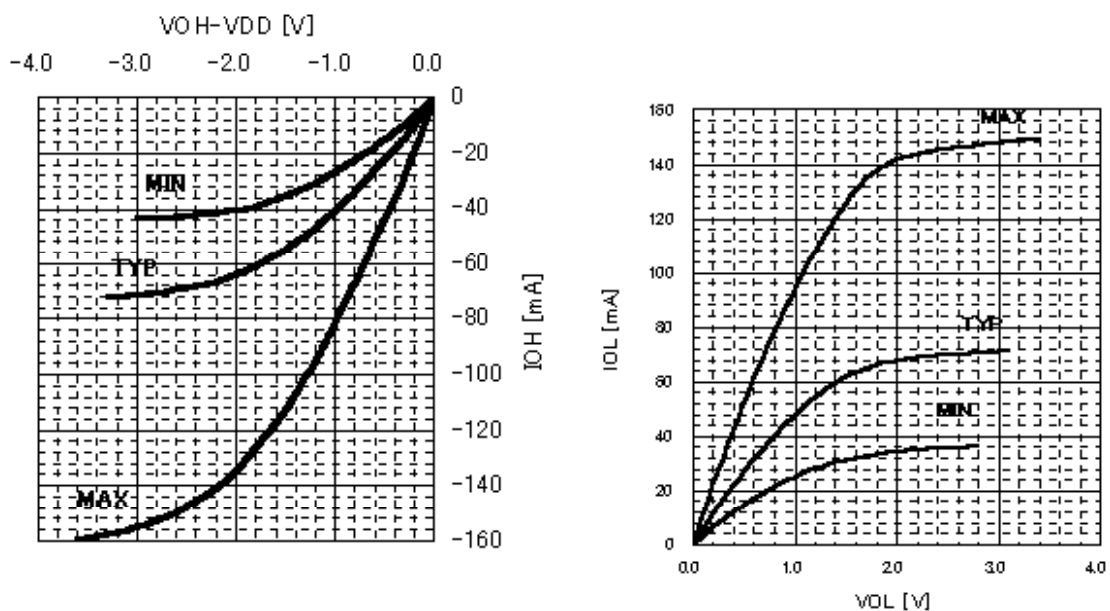 VOH-VDD [V]
-4.0 -3.0 -2.0 -1.0 0.0
0
-20
-40
-60
-80
-100
-120
-140
-160
IOH [mA]
MIN
TYP
MAX
160
140
120
100
80
60
40
20
0
IOL [mA]
MAX
TYP
MIN
0.0 1.0 2.0 3.0 4.0
VOL [V]